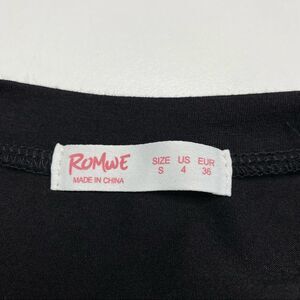 ROMWE
MADE IN CHINA
SIZE US EUR
S 4 36